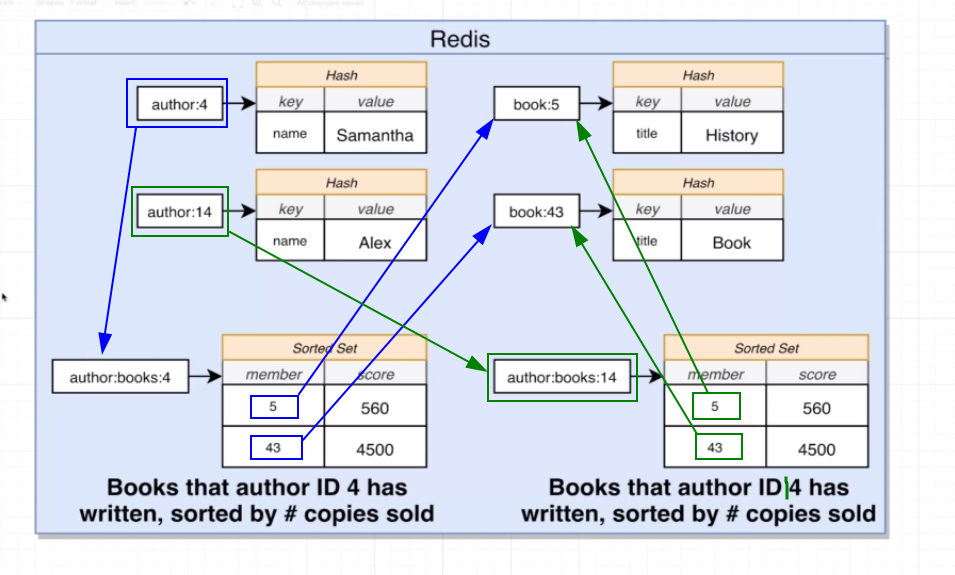 Redis
Hash
author:4
key value
name Samantha
Hash
book:5
key value
title History
Hash
author:14
key value
name Alex
Hash
book:43
key value
title Book
Sorted Set
author:books:4
member score
5 560
43 4500
Books that author ID 4 has
written, sorted by # copies sold
Sorted Set
author:books:14
member score
5 560
43 4500
Books that author ID 4 has
written, sorted by # copies sold